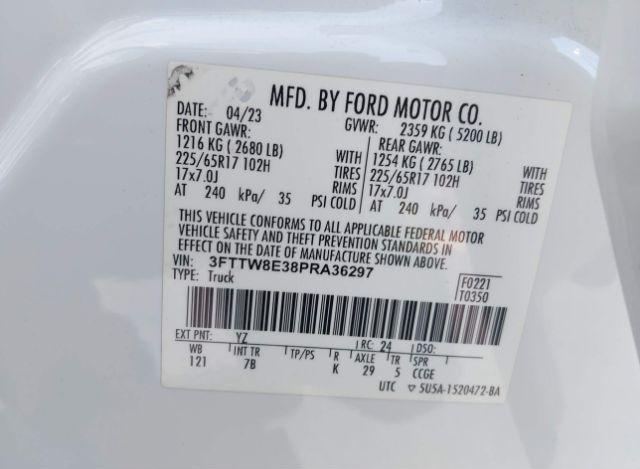 MFD. BY FORD MOTOR CO.
DATE: 04/23 GVWR: 2359 KG ( 5200 LB)
FRONT GAWR: REAR GAWR:
1216 KG ( 2680 LB) WITH 1254 KG ( 2765 LB) WITH
225/65R17 102H TIRES 225/65R17 102H TIRES
17x7.0J RIMS 17x7.0J RIMS
AT 240 kPa/ 35 PSI COLD AT 240 kPa/ 35 PSI COLD
THIS VEHICLE CONFORMS TO ALL APPLICABLE FEDERAL MOTOR
VEHICLE SAFETY AND THEFT PREVENTION STANDARDS IN
EFFECT ON THE DATE OF MANUFACTURE SHOWN ABOVE.
VIN: 3FTTW8E38PRA36297
TYPE: Truck
F0221
T0350
EXT PNT: YZ RC: 24 DSO:
WB INT TR TP/PS R AXLE TR SPR
121 7B K 29 5 CCGE
UTC ▽ 5U5A-1520472-BA